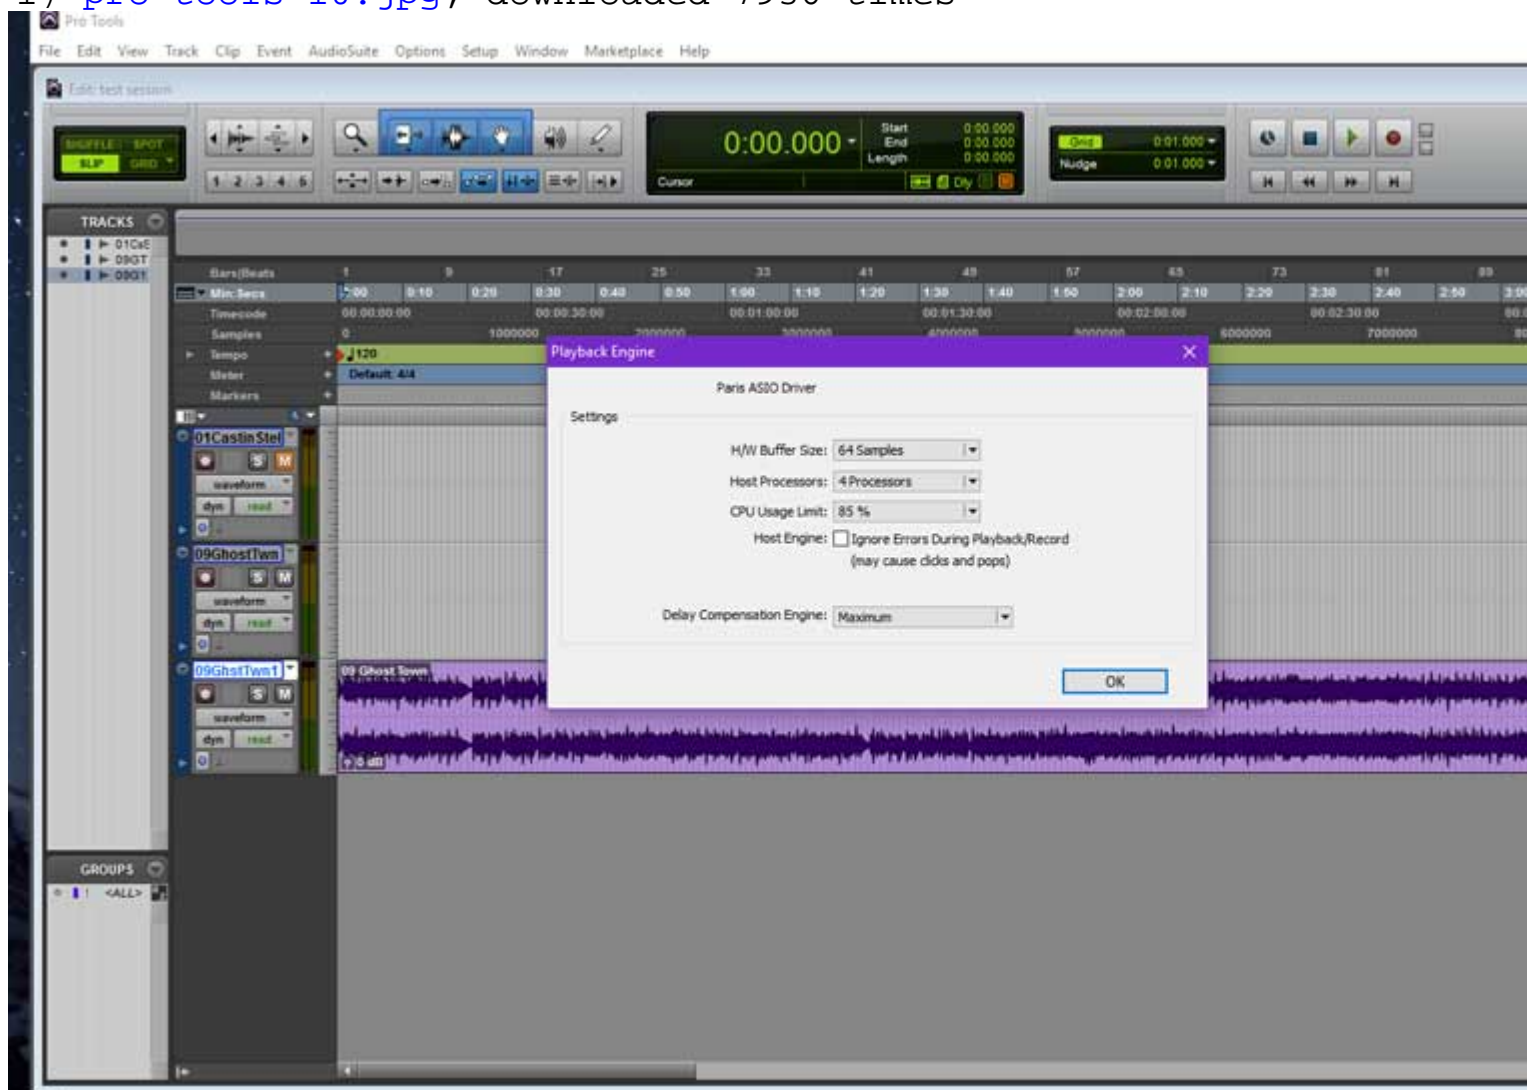 Pro Tools
File Edit View Track Clip Event AudioSuite Options Setup Window Marketplace Help
Edit: test session
SHUFFLE SPOT
SLIP GRID
1 2 3 4 5
0:00.000
Start 0:00.000
End 0:00.000
Length 0:00.000
Cursor
Dly
Grid 0:01.000
Nudge 0:01.000
TRACKS
01CaS
09GT
09G1
Bars|Beats 1 9 17 25 33 41 49 57 65 73 81 89
Min:Secs 0:00 0:10 0:20 0:30 0:40 0:50 1:00 1:10 1:20 1:30 1:40 1:50 2:00 2:10 2:20 2:30 2:40 2:50 3:00
Timecode 00:00:00:00 00:00:30:00 00:01:00:00 00:01:30:00 00:02:00:00 00:02:30:00
Samples 0 1000000 2000000 3000000 4000000 5000000 6000000 7000000
Tempo 120
Meter Default: 4/4
Markers
Playback Engine
Paris ASIO Driver
Settings
H/W Buffer Size: 64 Samples
Host Processors: 4 Processors
CPU Usage Limit: 85 %
Host Engine: Ignore Errors During Playback/Record
(may cause clicks and pops)
Delay Compensation Engine: Maximum
OK
01CastinStel
S M
waveform
dyn read
09GhostTwn
S M
waveform
dyn read
09GhstTwn1
S M
waveform
dyn read
09 Ghost Town
0 dB
GROUPS
! <ALL>